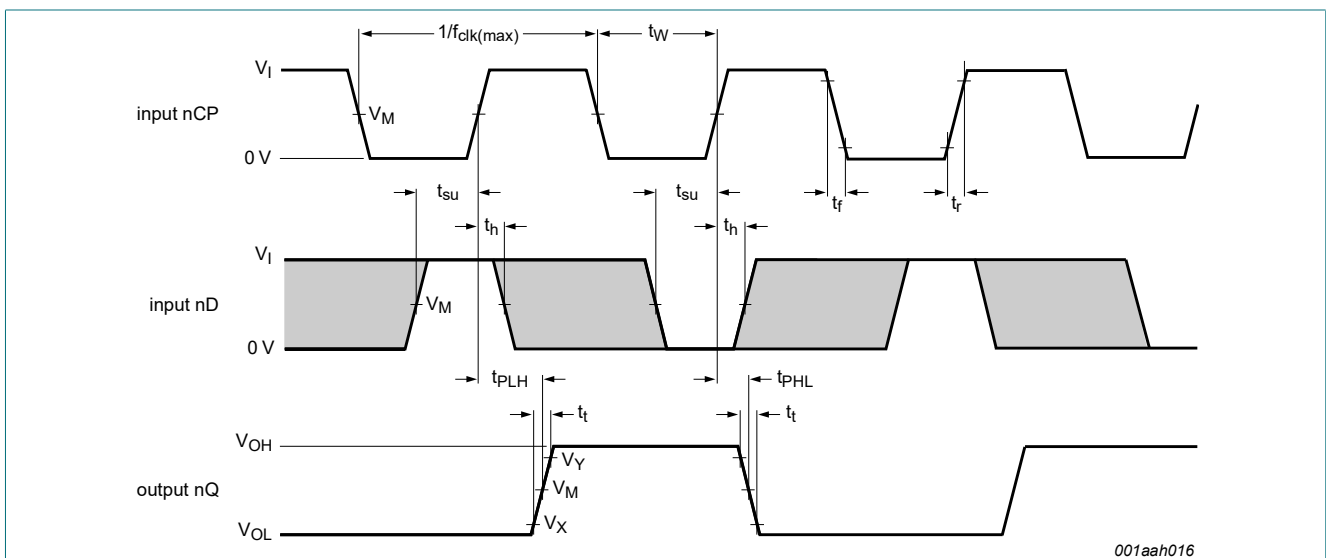 1/fclk(max)
tW
VI
input nCP
VM
0 V
tsu
tsu
tf
tr
th
th
VI
input nD
VM
0 V
tPLH
tPHL
tt
tt
VOH
VY
output nQ
VM
VX
VOL
001aah016